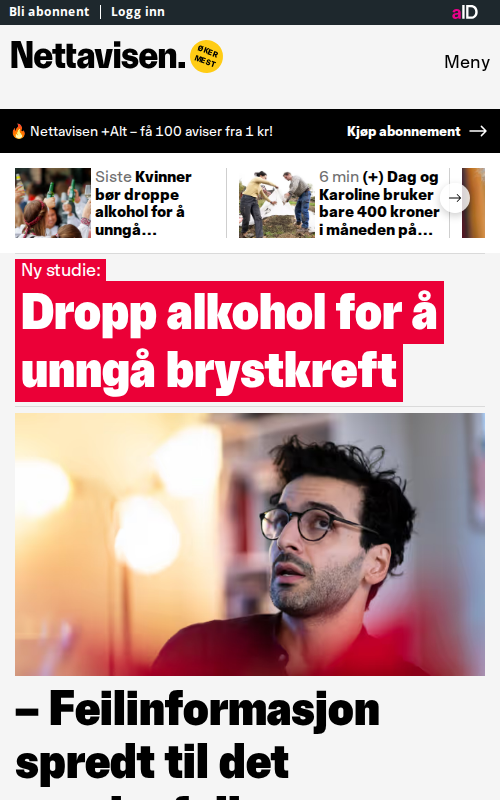 Bli abonnent
Logg inn
aID
Nettavisen.
ØKER
MEST
Meny
🔥 Nettavisen +Alt – få 100 aviser fra 1 kr!
Kjøp abonnement →
Siste Kvinner
bør droppe
alkohol for å
unngå...
6 min (+) Dag og
Karoline bruker
bare 400 kroner
i måneden på...
Ny studie:
Dropp alkohol for å
unngå brystkreft
– Feilinformasjon
spredt til det